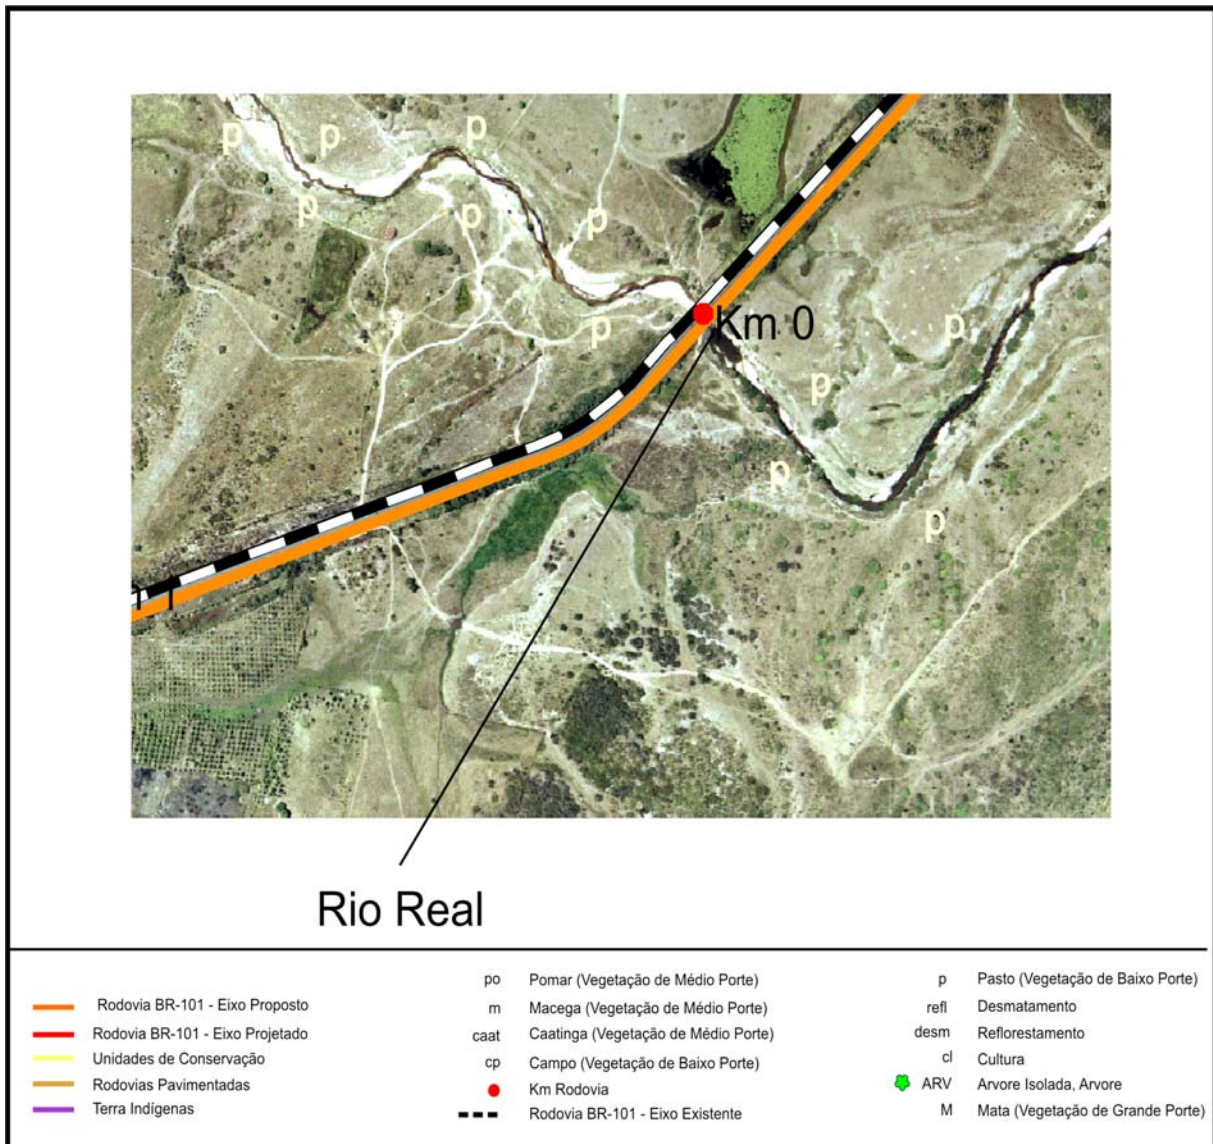 p
p
p
p
p
p
p
Km 0
p
p
p
p
Rio Real
Rodovia BR-101 - Eixo Proposto
Rodovia BR-101 - Eixo Projetado
Unidades de Conservação
Rodovias Pavimentadas
Terra Indígenas
po Pomar (Vegetação de Médio Porte)
m Macega (Vegetação de Médio Porte)
caat Caatinga (Vegetação de Médio Porte)
cp Campo (Vegetação de Baixo Porte)
Km Rodovia
Rodovia BR-101 - Eixo Existente
p Pasto (Vegetação de Baixo Porte)
refl Desmatamento
desm Reflorestamento
cl Cultura
ARV Arvore Isolada, Arvore
M Mata (Vegetação de Grande Porte)